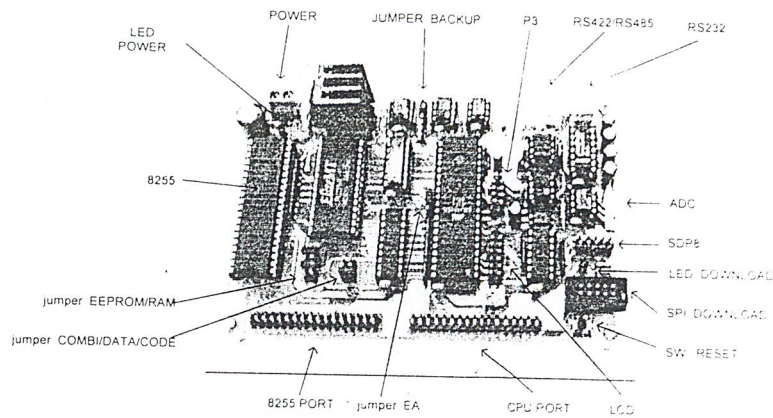 POWER
JUMPER BACKUP
P3
RS422/RS485
RS232
LED
POWER
8255
ADC
SDP8
LED DOWNLOAD
jumper EEPROM/RAM
SPI DOWNLOAD
jumper COMBI/DATA/CODE
SW RESET
8255 PORT
jumper EA
CPU PORT
LCD